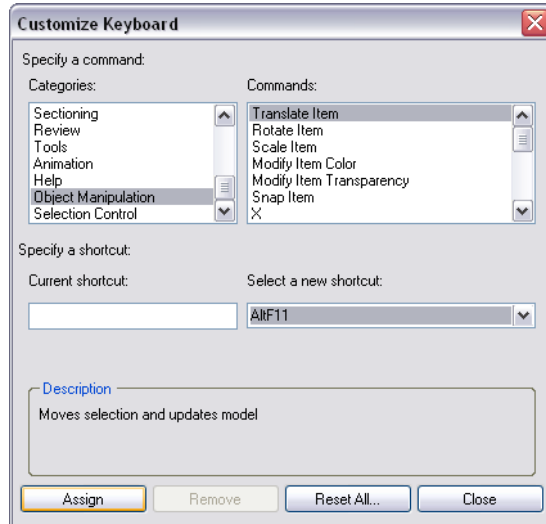 Customize Keyboard
Specify a command:
Categories:
Commands:
Sectioning
Review
Tools
Animation
Help
Object Manipulation
Selection Control
Translate Item
Rotate Item
Scale Item
Modify Item Color
Modify Item Transparency
Snap Item
X
Specify a shortcut:
Current shortcut:
Select a new shortcut:
AltF11
Description
Moves selection and updates model
Assign
Remove
Reset All...
Close